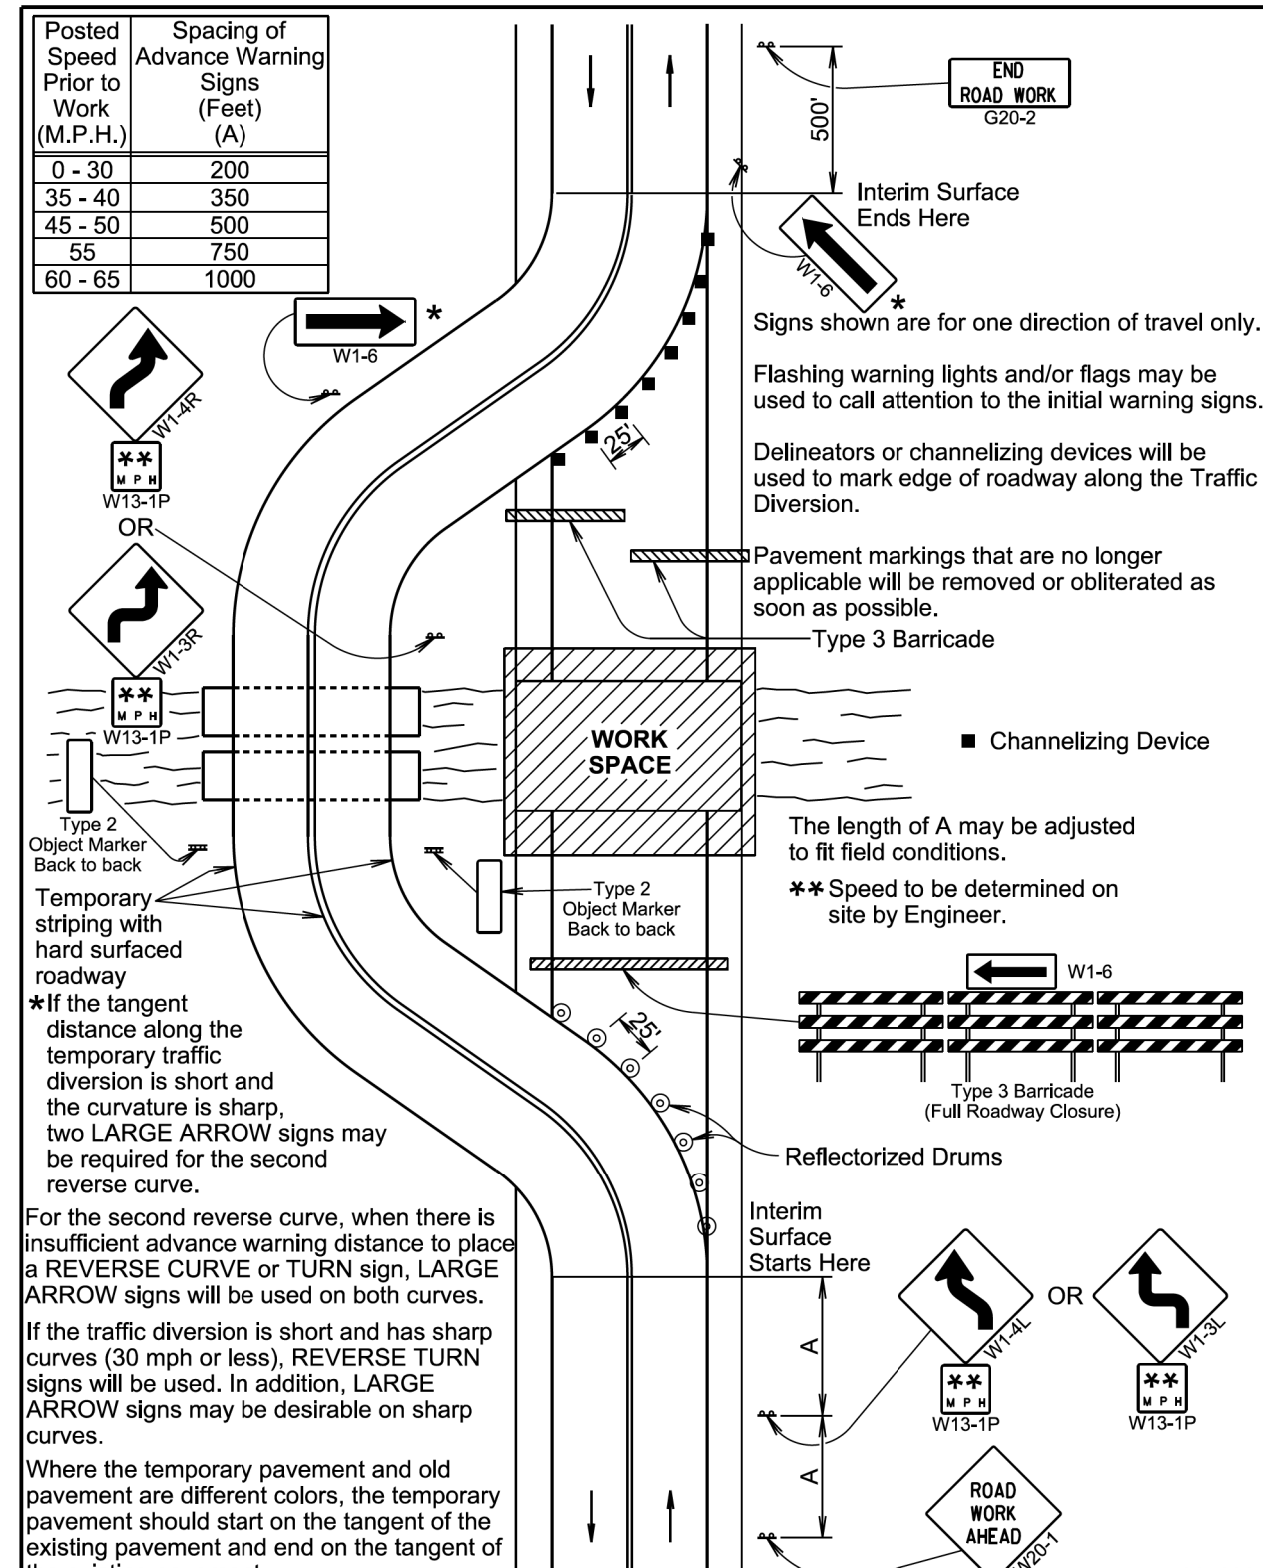 Posted
Speed
Prior to
Work
(M.P.H.)
Spacing of
Advance Warning
Signs
(Feet)
(A)
0 - 30 200
35 - 40 350
45 - 50 500
55 750
60 - 65 1000
END
ROAD WORK
G20-2
500'
Interim Surface
Ends Here
W1-6
*
W1-6
*
Signs shown are for one direction of travel only.
Flashing warning lights and/or flags may be
used to call attention to the initial warning signs.
Delineators or channelizing devices will be
used to mark edge of roadway along the Traffic
Diversion.
Pavement markings that are no longer
applicable will be removed or obliterated as
soon as possible.
Type 3 Barricade
25'
W1-4R
**
M P H
W13-1P
OR
W1-3R
**
M P H
W13-1P
WORK
SPACE
Channelizing Device
Type 2
Object Marker
Back to back
The length of A may be adjusted
to fit field conditions.
** Speed to be determined on
site by Engineer.
Type 2
Object Marker
Back to back
Temporary
striping with
hard surfaced
roadway
*If the tangent
distance along the
temporary traffic
diversion is short and
the curvature is sharp,
two LARGE ARROW signs may
be required for the second
reverse curve.
W1-6
Type 3 Barricade
(Full Roadway Closure)
25'
Reflectorized Drums
For the second reverse curve, when there is
insufficient advance warning distance to place
a REVERSE CURVE or TURN sign, LARGE
ARROW signs will be used on both curves.
If the traffic diversion is short and has sharp
curves (30 mph or less), REVERSE TURN
signs will be used. In addition, LARGE
ARROW signs may be desirable on sharp
curves.
Where the temporary pavement and old
pavement are different colors, the temporary
pavement should start on the tangent of the
existing pavement and end on the tangent of
Interim
Surface
Starts Here
A
A
W1-4L
**
M P H
W13-1P
OR
W1-3L
**
M P H
W13-1P
ROAD
WORK
AHEAD
W20-1